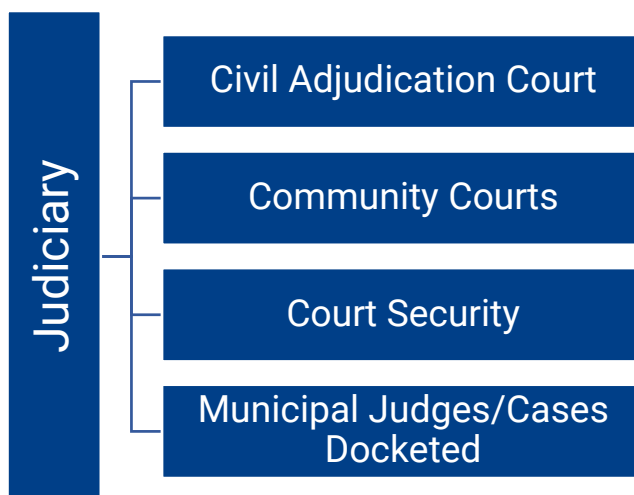 Judiciary
Civil Adjudication Court
Community Courts
Court Security
Municipal Judges/Cases
Docketed